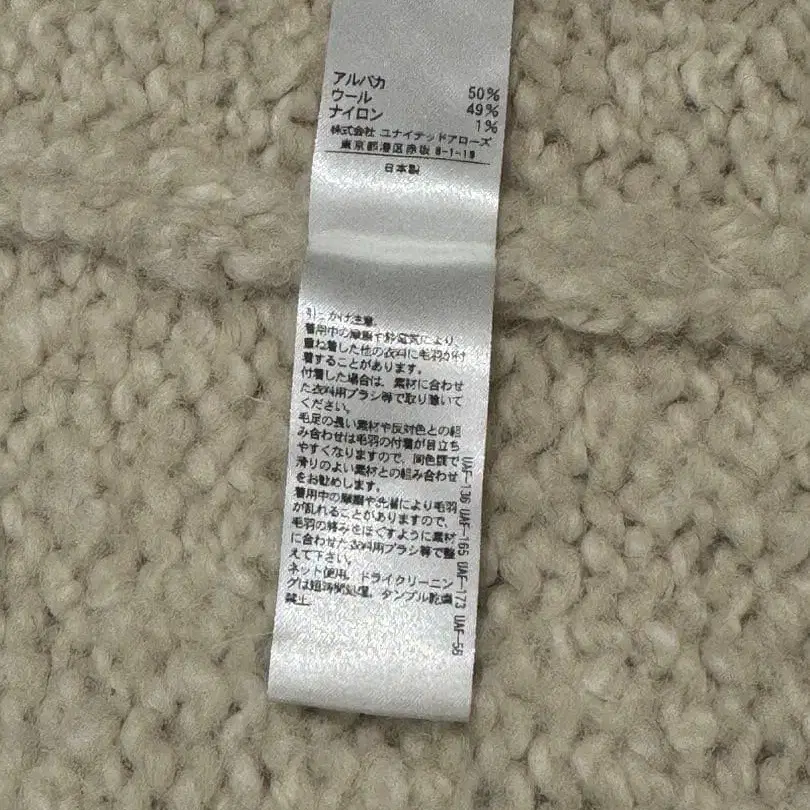 アルパカ 50%
ウール 49%
ナイロン 1%
株式会社 ユナイテッドアローズ
東京都港区赤坂 8-1-19
日本製
引っかけ注意。
着用中の摩擦や静電気により、
重ね着した他の衣料に毛羽が付
着することがあります。
付着した場合は、素材に合わせ
た衣料用ブラシ等で取り除いて
ください。
毛足の長い素材や反対色との組
み合わせは毛羽の付着が目立ち
やすくなりますので、同色調で
滑りのよい素材との組み合わせ
をお勧めします。
着用中の摩擦や洗濯により毛羽
が乱れることがありますので、
毛羽の絡みをほぐすように素材
に合わせた衣料用ブラシ等で整
えて下さい。
ネット使用、ドライクリーニン
グは短時間処理、タンブル乾燥
禁止
UAF-136 UAF-165 UAF-173 UAF-55